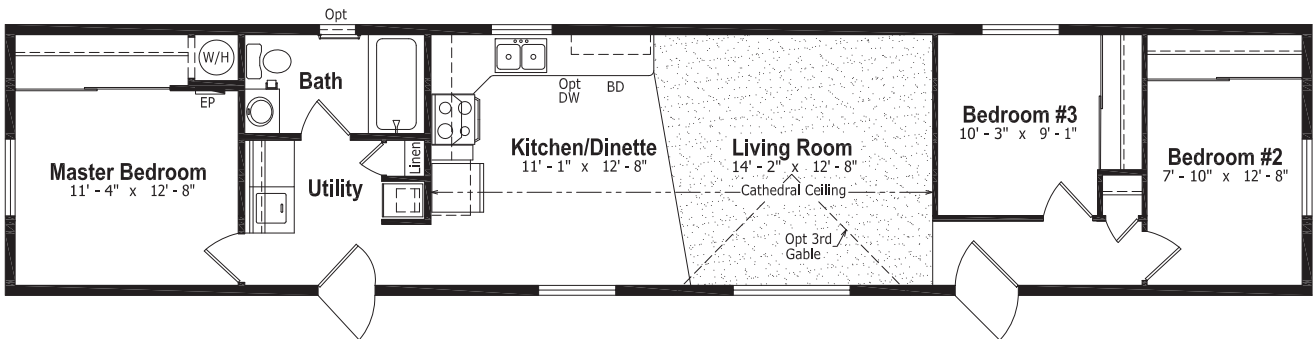 Opt
W/H
EP
Bath
Master Bedroom
11' - 4" x 12' - 8"
Utility
Linen
Opt
DW
BD
Kitchen/Dinette
11' - 1" x 12' - 8"
Living Room
14' - 2" x 12' - 8"
Cathedral Ceiling
Opt 3rd
Gable
Bedroom #3
10' - 3" x 9' - 1"
Bedroom #2
7' - 10" x 12' - 8"